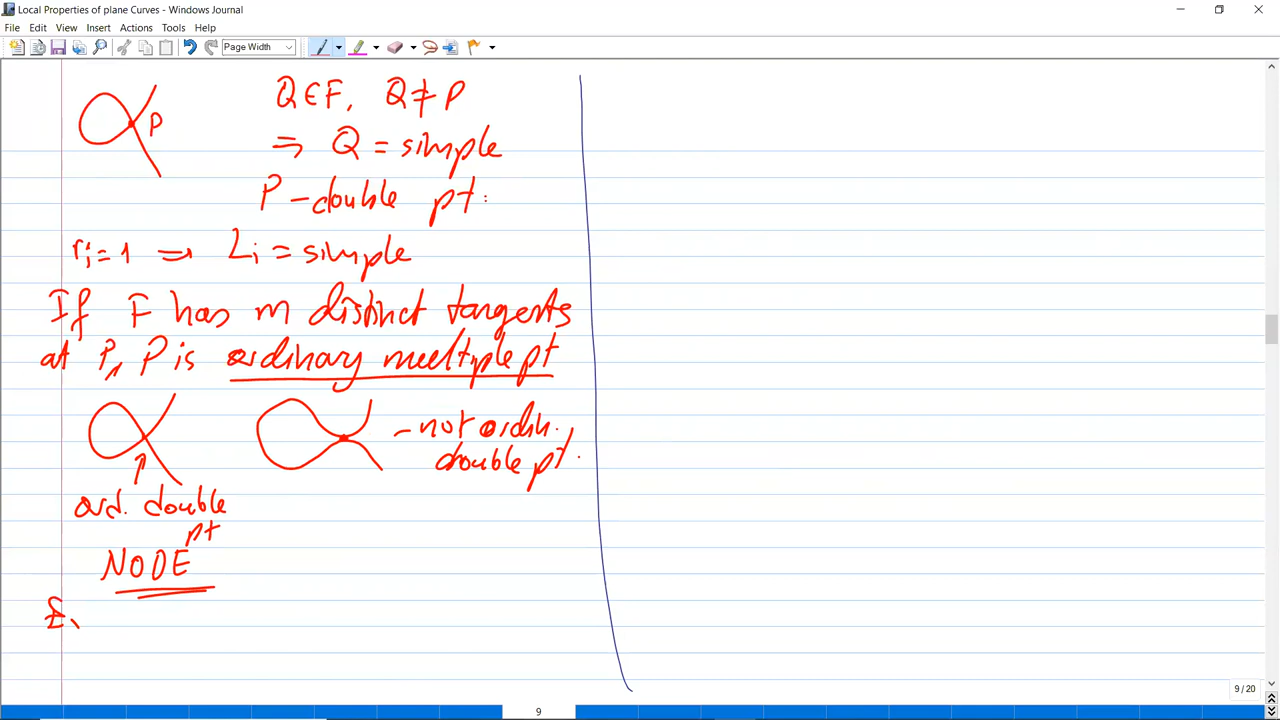 Local Properties of plane Curves - Windows Journal
File Edit View Insert Actions Tools Help
Page Width
P
Q∈F, Q≠P
⇒ Q = simple
P - double pt.
rᵢ=1 ⇒ Lᵢ = simple
If F has m distinct tangents
at P, P is ordinary multiple pt
- not ordin.
double pt.
ord. double
pt
NODE
9 / 20
9